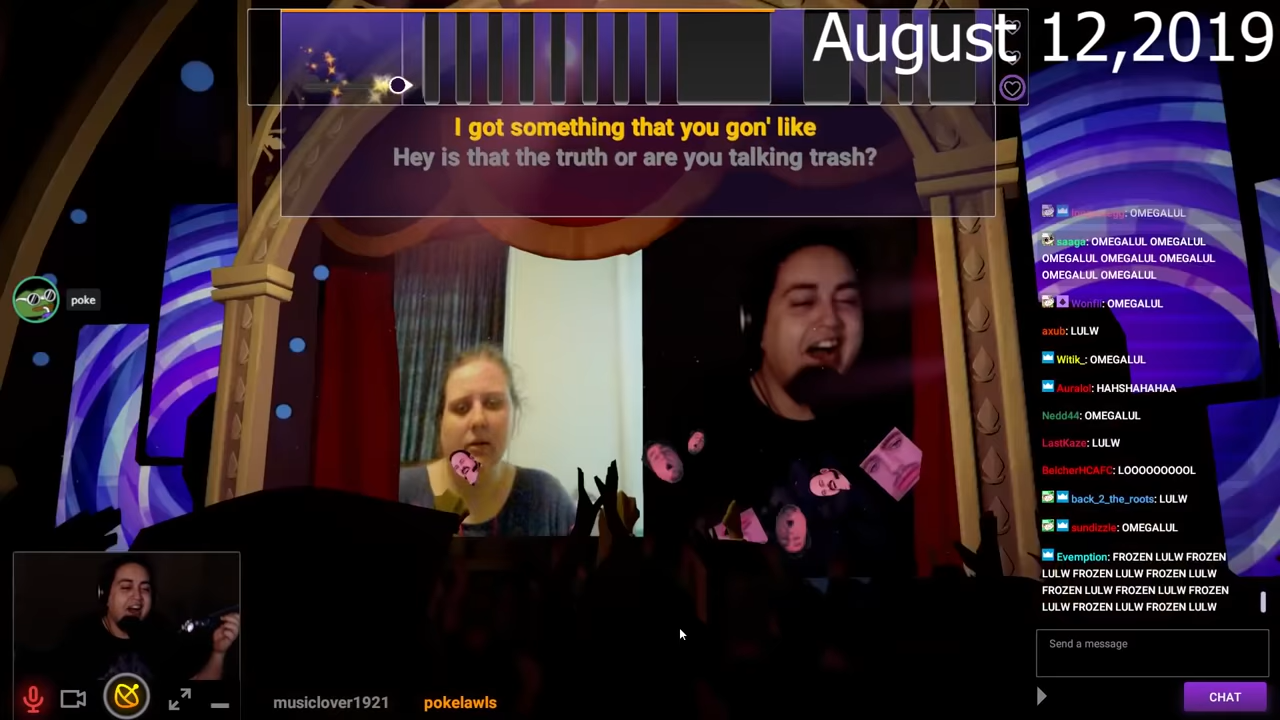 August 12,2019
I got something that you gon' like
Hey is that the truth or are you talking trash?
poke
: OMEGALUL
saaga: OMEGALUL OMEGALUL
OMEGALUL OMEGALUL OMEGALUL
OMEGALUL OMEGALUL
Wonfii: OMEGALUL
axub: LULW
Witik_: OMEGALUL
Auralol: HAHSHAHAHAA
Nedd44: OMEGALUL
LastKaze: LULW
BelcherHCAFC: LOOOOOOOOOL
back_2_the_roots: LULW
sundizzle: OMEGALUL
Evemption: FROZEN LULW FROZEN
LULW FROZEN LULW FROZEN LULW
FROZEN LULW FROZEN LULW FROZEN
LULW FROZEN LULW FROZEN LULW
Send a message
CHAT
musiclover1921
pokelawls